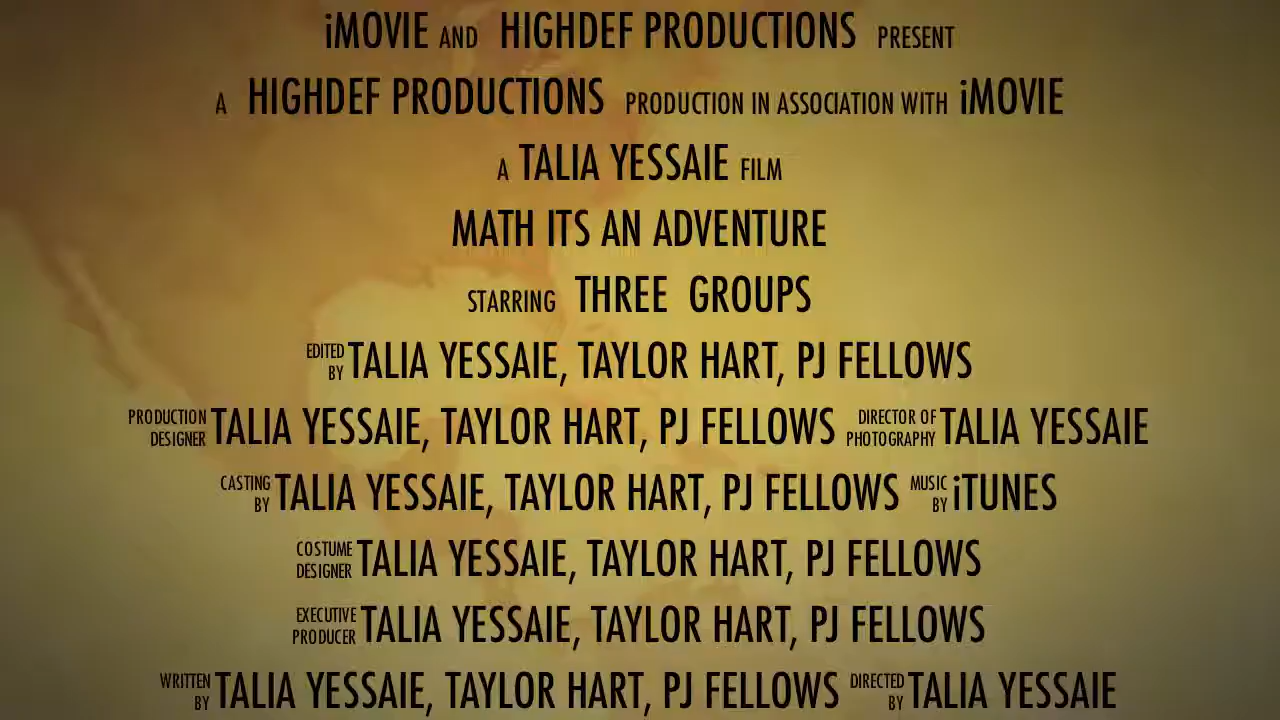 iMOVIE AND HIGHDEF PRODUCTIONS PRESENT
A HIGHDEF PRODUCTIONS PRODUCTION IN ASSOCIATION WITH iMOVIE
A TALIA YESSAIE FILM
MATH ITS AN ADVENTURE
STARRING THREE GROUPS
EDITED BY TALIA YESSAIE, TAYLOR HART, PJ FELLOWS
PRODUCTION DESIGNER TALIA YESSAIE, TAYLOR HART, PJ FELLOWS DIRECTOR OF PHOTOGRAPHY TALIA YESSAIE
CASTING BY TALIA YESSAIE, TAYLOR HART, PJ FELLOWS MUSIC BY iTUNES
COSTUME DESIGNER TALIA YESSAIE, TAYLOR HART, PJ FELLOWS
EXECUTIVE PRODUCER TALIA YESSAIE, TAYLOR HART, PJ FELLOWS
WRITTEN BY TALIA YESSAIE, TAYLOR HART, PJ FELLOWS DIRECTED BY TALIA YESSAIE